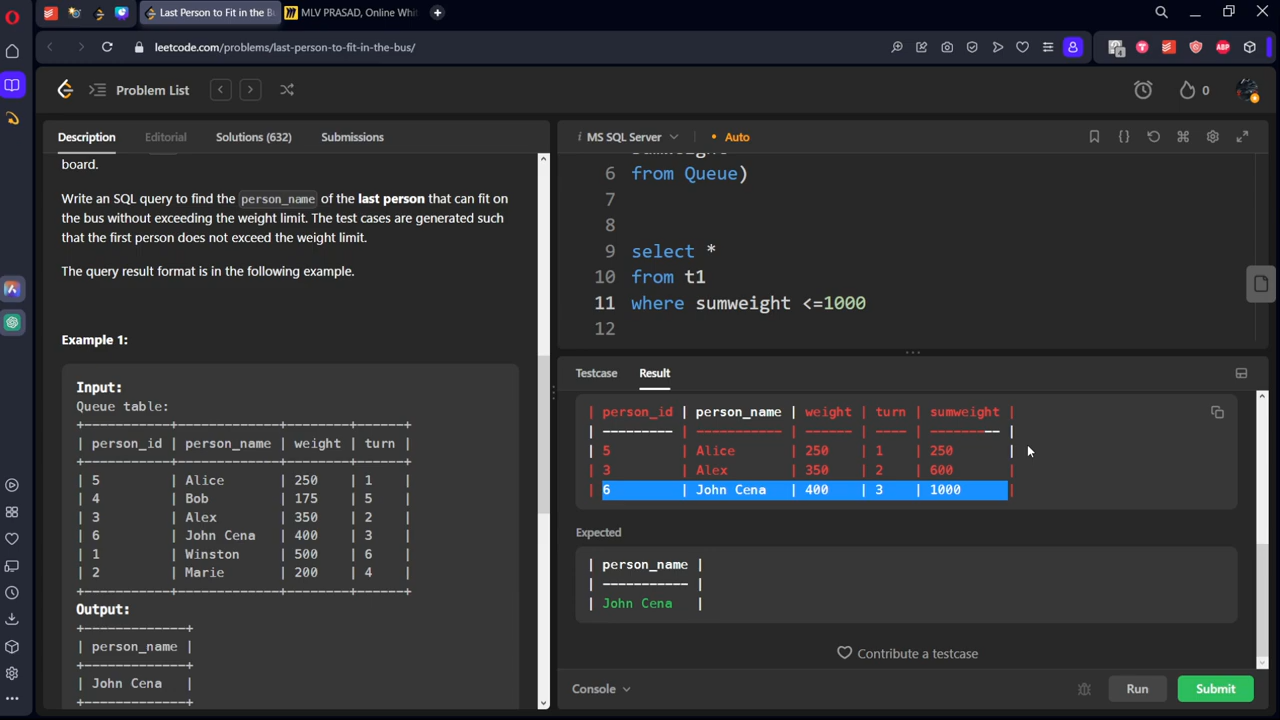 Last Person to Fit in the Bu
MLV PRASAD, Online Whit
leetcode.com/problems/last-person-to-fit-in-the-bus/
4
ABP
Problem List
0
Description
Editorial
Solutions (632)
Submissions
board.
Write an SQL query to find the person_name of the last person that can fit on
the bus without exceeding the weight limit. The test cases are generated such
that the first person does not exceed the weight limit.
The query result format is in the following example.
Example 1:
Input:
Queue table:
+-----------+-------------+--------+------+
| person_id | person_name | weight | turn |
+-----------+-------------+--------+------+
| 5 | Alice | 250 | 1 |
| 4 | Bob | 175 | 5 |
| 3 | Alex | 350 | 2 |
| 6 | John Cena | 400 | 3 |
| 1 | Winston | 500 | 6 |
| 2 | Marie | 200 | 4 |
+-----------+-------------+--------+------+
Output:
+-------------+
| person_name |
+-------------+
| John Cena |
+-------------+
i MS SQL Server
Auto
6 from Queue)
7
8
9 select *
10 from t1
11 where sumweight <=1000
12
Testcase
Result
| person_id | person_name | weight | turn | sumweight |
| --------- | ----------- | ------ | ---- | --------- |
| 5 | Alice | 250 | 1 | 250 |
| 3 | Alex | 350 | 2 | 600 |
| 6 | John Cena | 400 | 3 | 1000 |
Expected
| person_name |
| ----------- |
| John Cena |
Contribute a testcase
Console
Run
Submit